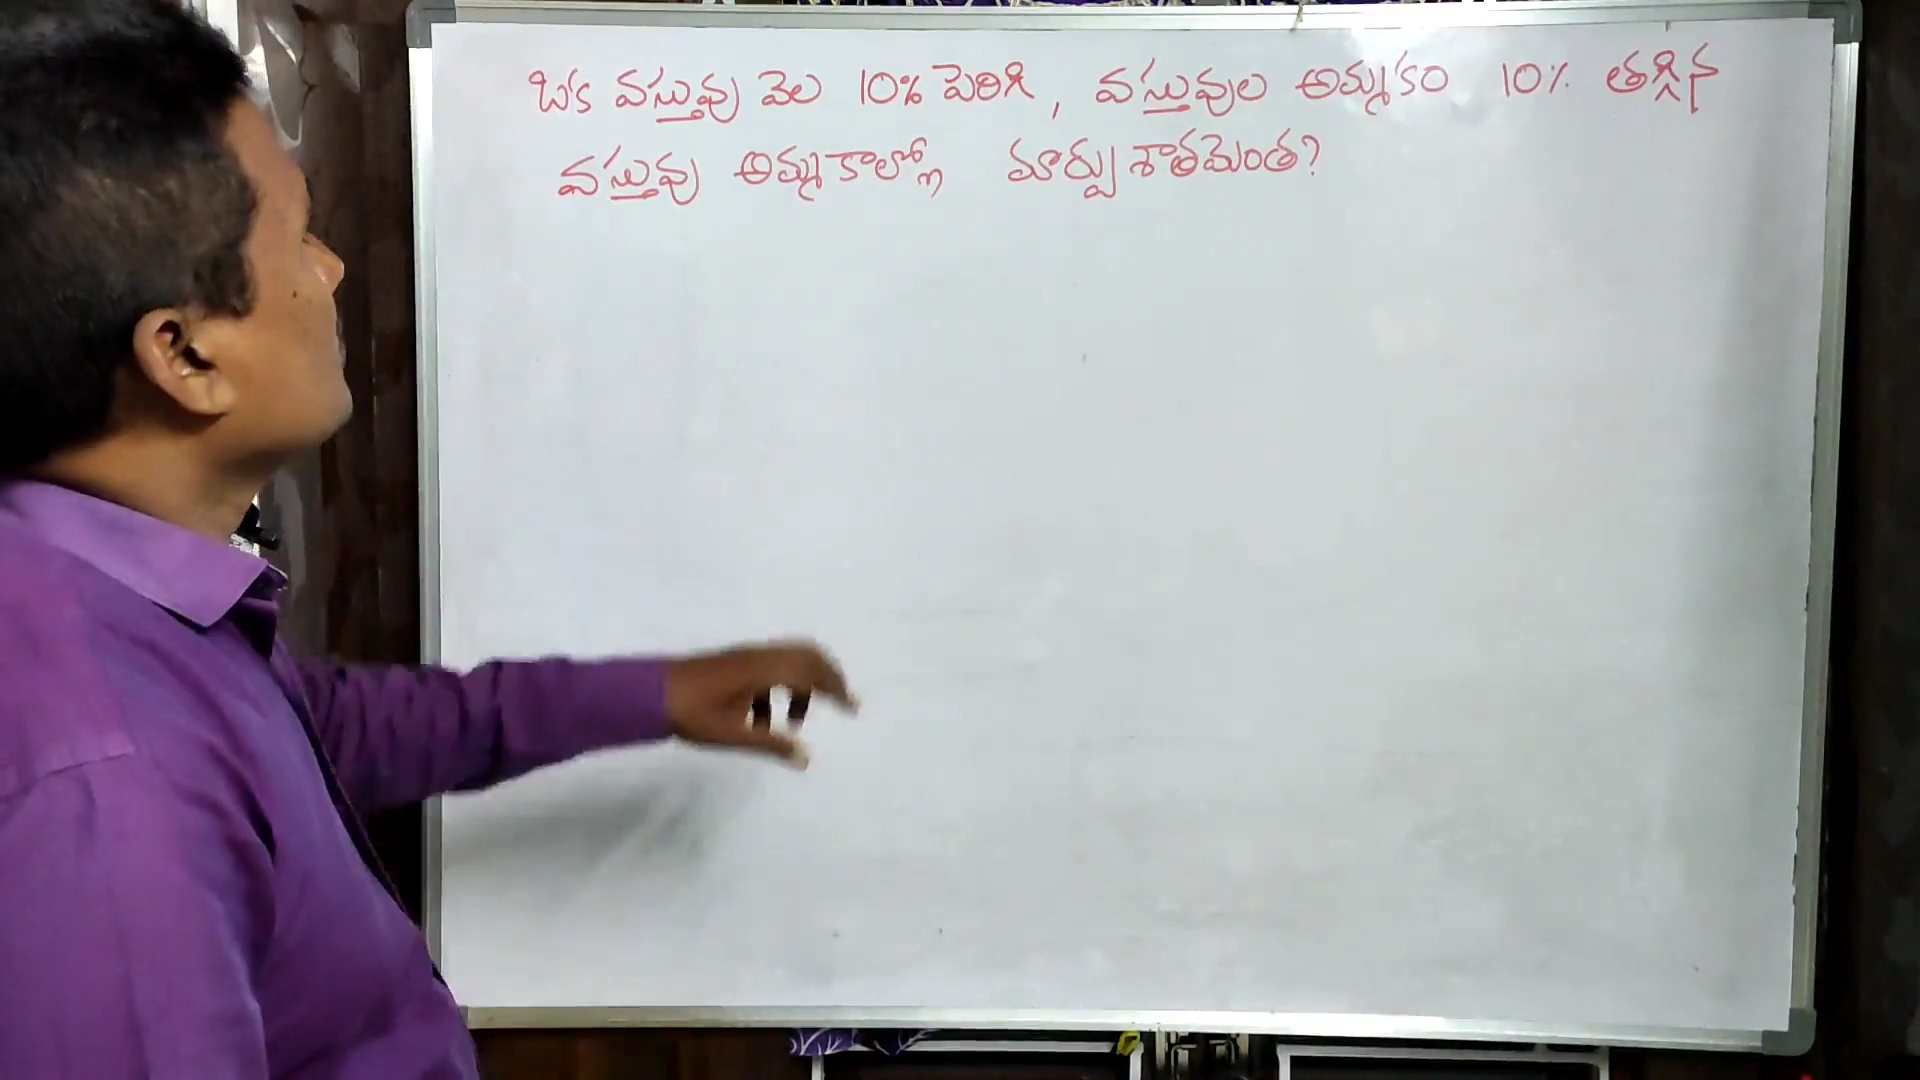 ఒక వస్తువు వెల 10% పెరిగి, వస్తువుల అమ్మకం 10% తగ్గిన
వస్తువు అమ్మకాల్లో మార్పు శాతమెంత?